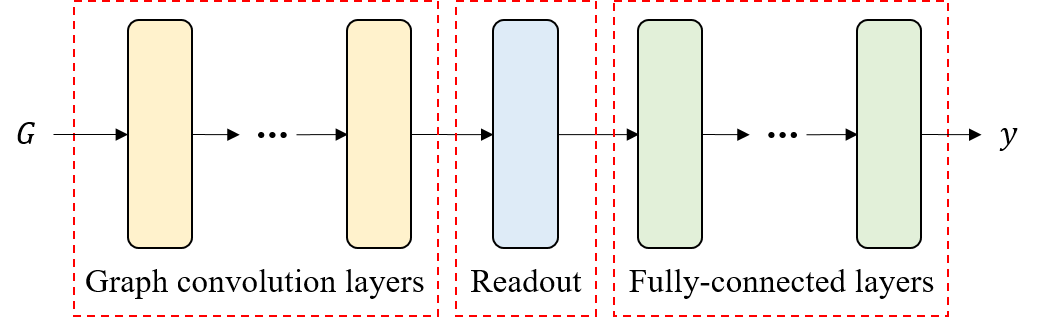 G
...
...
y
Graph convolution layers
Readout
Fully-connected layers